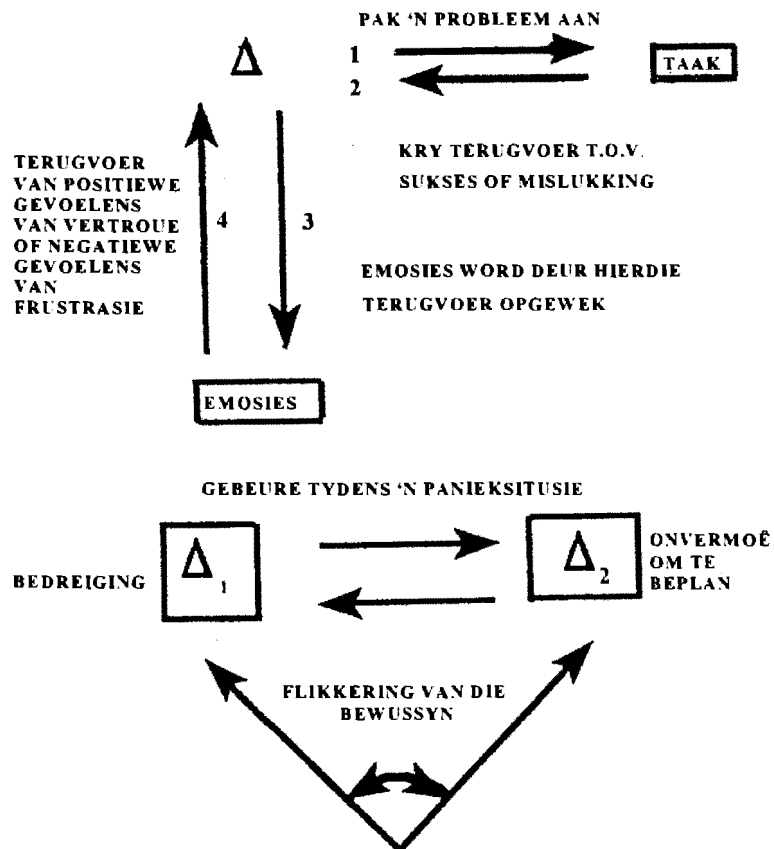 PAK 'N PROBLEEM AAN
Δ
1
2
TAAK
KRY TERUGVOER T.O.V.
SUKSES OF MISLUKKING
TERUGVOER
VAN POSITIEWE
GEVOELENS
VAN VERTROUE
OF NEGATIEWE
GEVOELENS
VAN
FRUSTRASIE
4
3
EMOSIES WORD DEUR HIERDIE
TERUGVOER OPGEWEK
EMOSIES
GEBEURE TYDENS 'N PANIEKSITUSIE
BEDREIGING
Δ1
Δ2
ONVERMOË
OM TE
BEPLAN
FLIKKERING VAN DIE
BEWUSSYN